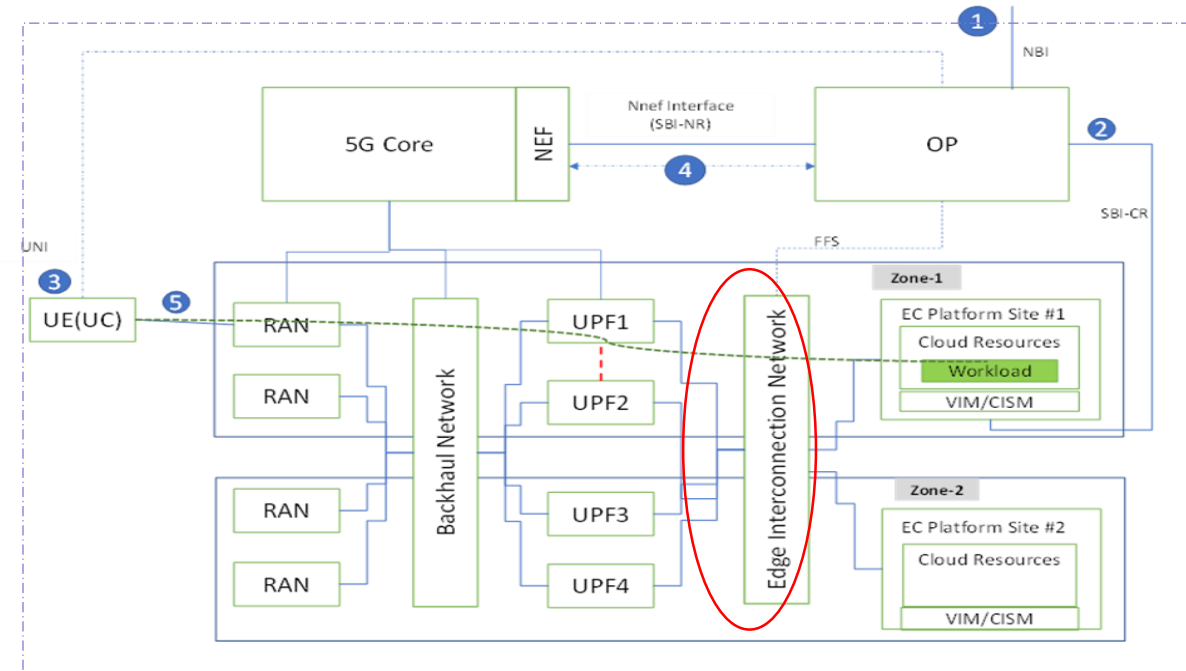 1
NBI
Nnef Interface
(SBI-NR)
5G Core
NEF
4
OP
2
SBI-CR
UNI
FFS
3
5
UE(UC)
Zone-1
RAN
RAN
Backhaul Network
UPF1
UPF2
Edge Interconnection Network
EC Platform Site #1
Cloud Resources
Workload
VIM/CISM
Zone-2
RAN
RAN
UPF3
UPF4
EC Platform Site #2
Cloud Resources
VIM/CISM